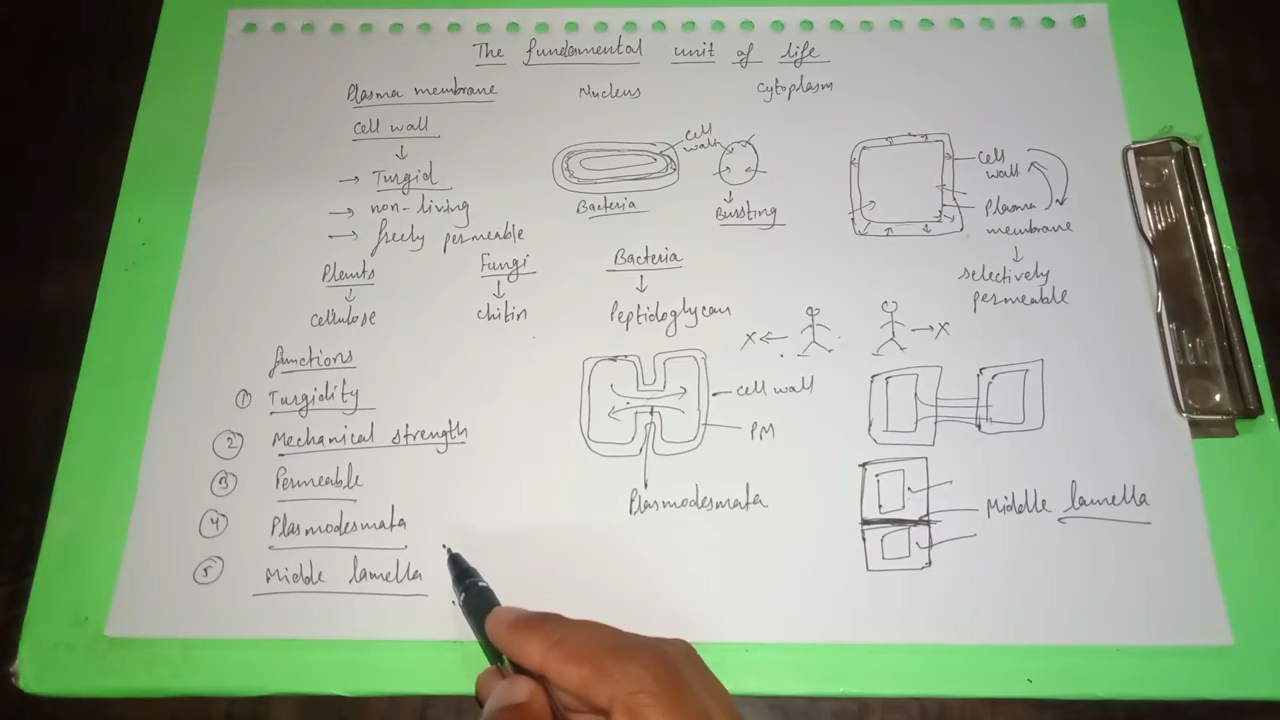 The fundamental unit of life
Plasma membrane Nucleus Cytoplasm
Cell wall
→ Turgid
→ non-living
→ freely permeable
Cell wall
Bacteria
Bursting
Cell wall
Plasma membrane
selectively permeable
Plants Fungi Bacteria
cellulose chitin Peptidoglycan
functions
① Turgidity
② Mechanical strength
③ Permeable
④ Plasmodesmata
⑤ Middle lamella
X X
cell wall
PM
Plasmodesmata
Middle lamella